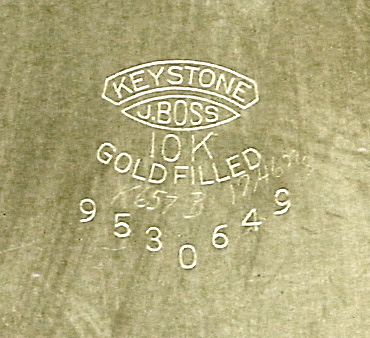 KEYSTONE
J.BOSS
10K
GOLD FILLED
9530649